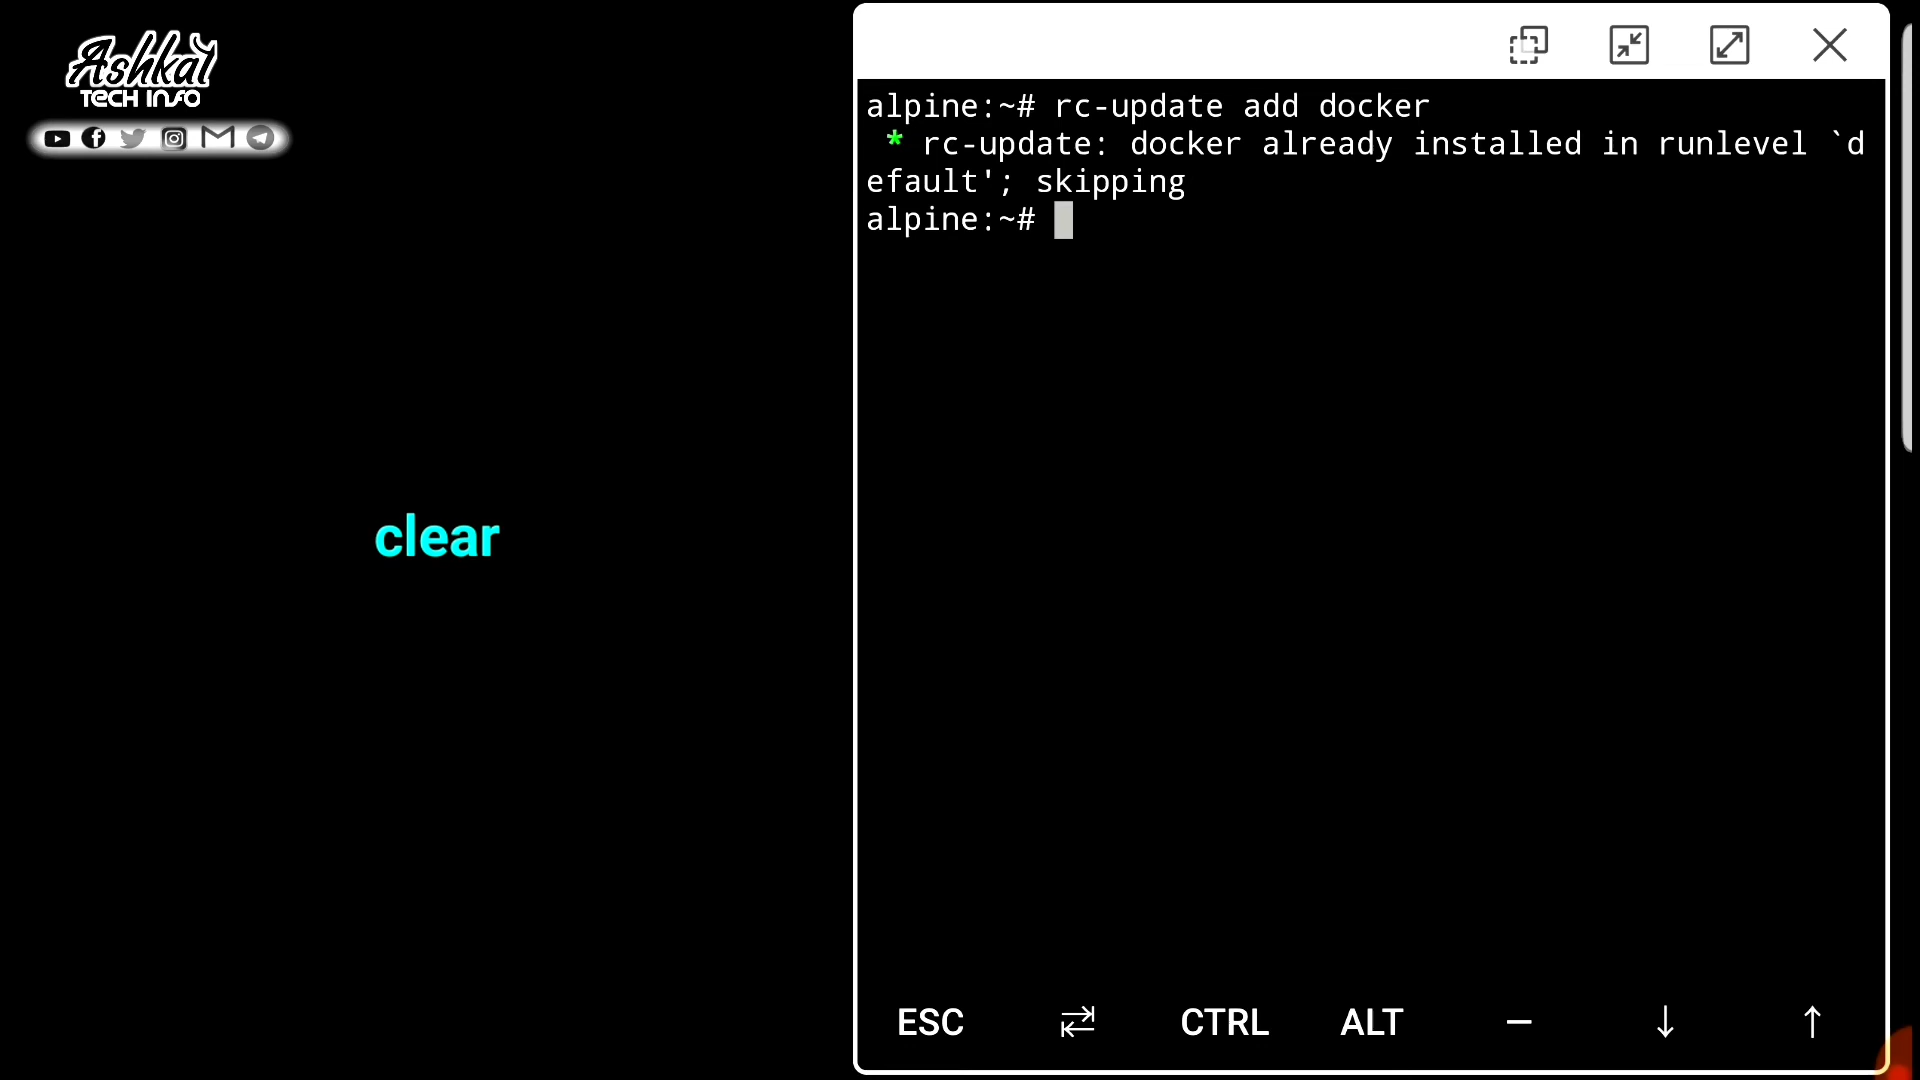 Ashkal
TECH INFO
clear
alpine:~# rc-update add docker
 * rc-update: docker already installed in runlevel `d
efault'; skipping
alpine:~#
ESC ⇄ CTRL ALT — ↓ ↑